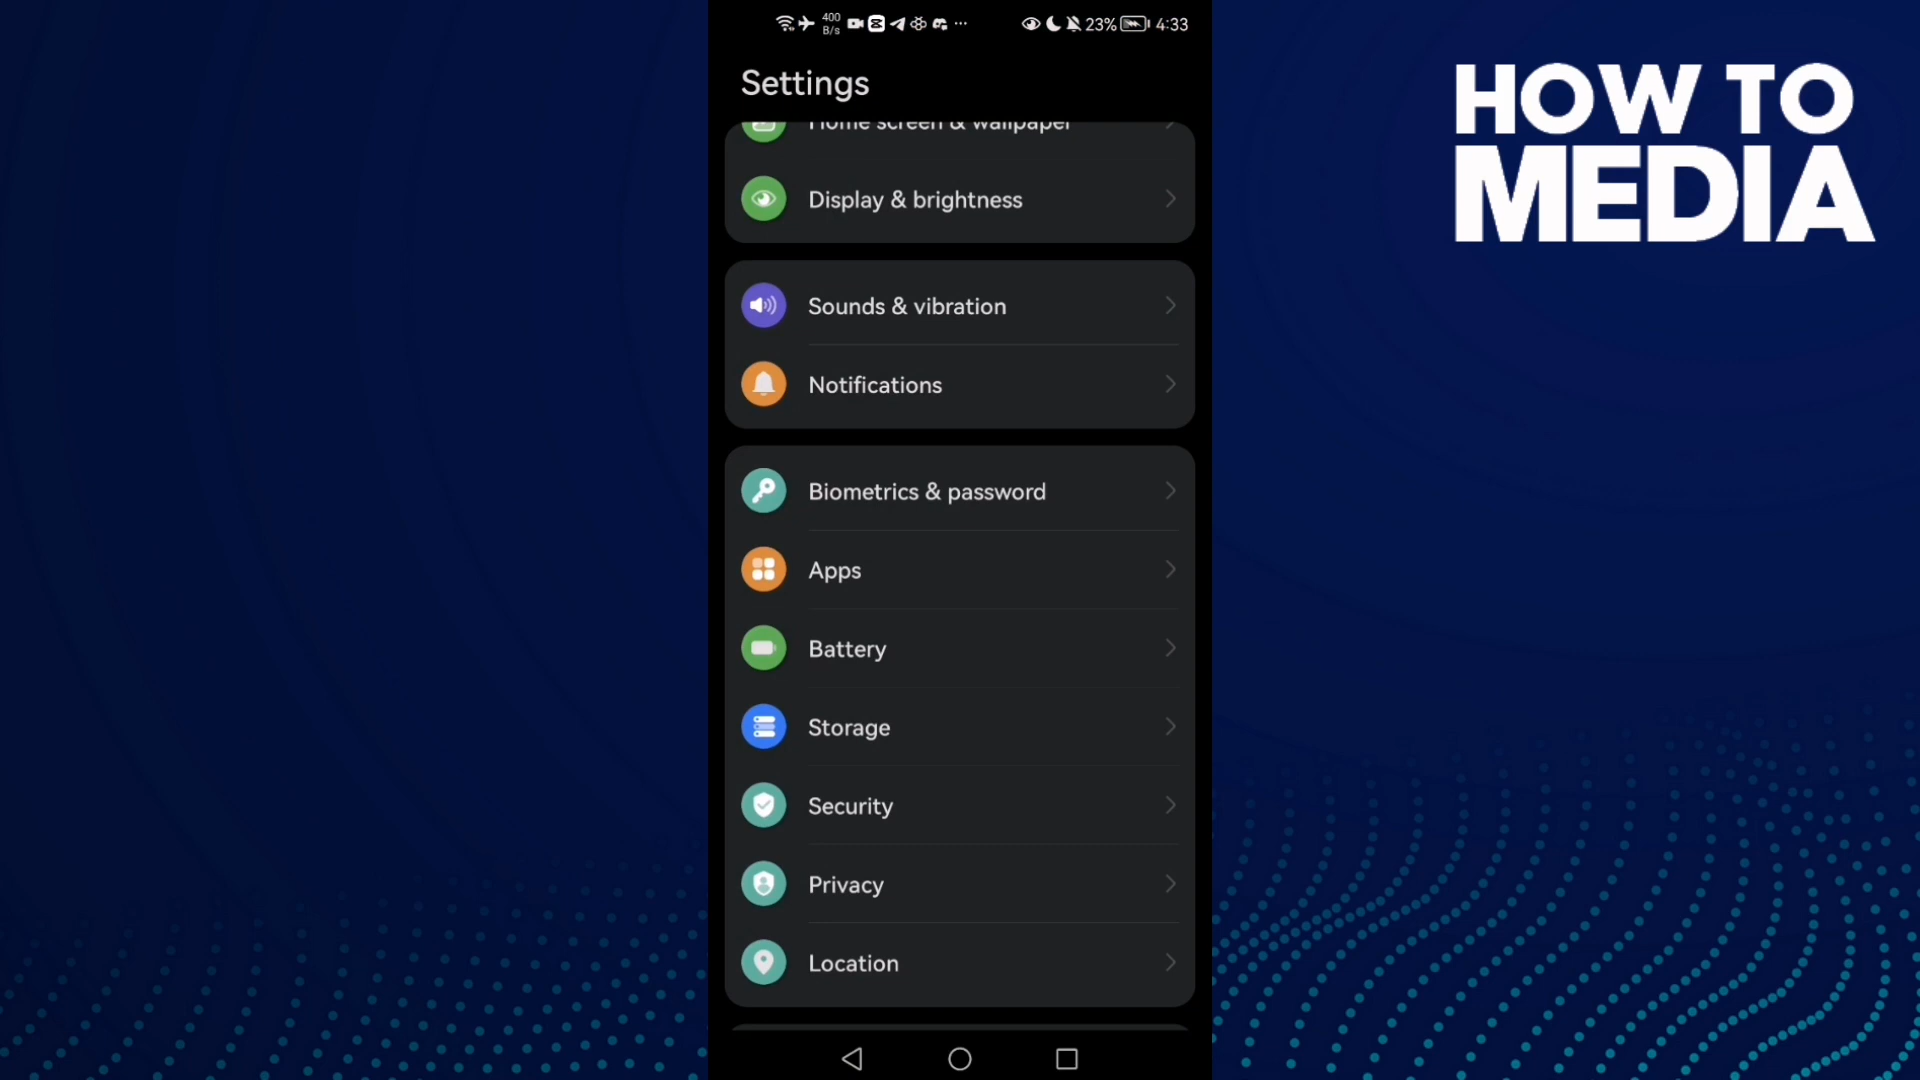 400
B/s
23%
4:33
HOW TO
MEDIA
Settings
Home screen & wallpaper
Display & brightness
Sounds & vibration
Notifications
Biometrics & password
Apps
Battery
Storage
Security
Privacy
Location